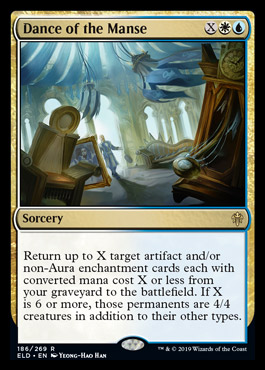 Dance of the Manse X W U
Sorcery
Return up to X target artifact and/or
non-Aura enchantment cards each with
converted mana cost X or less from
your graveyard to the battlefield. If X
is 6 or more, those permanents are 4/4
creatures in addition to their other types.
186/269 R
ELD • EN Yeong-Hao Han
™ & © 2019 Wizards of the Coast